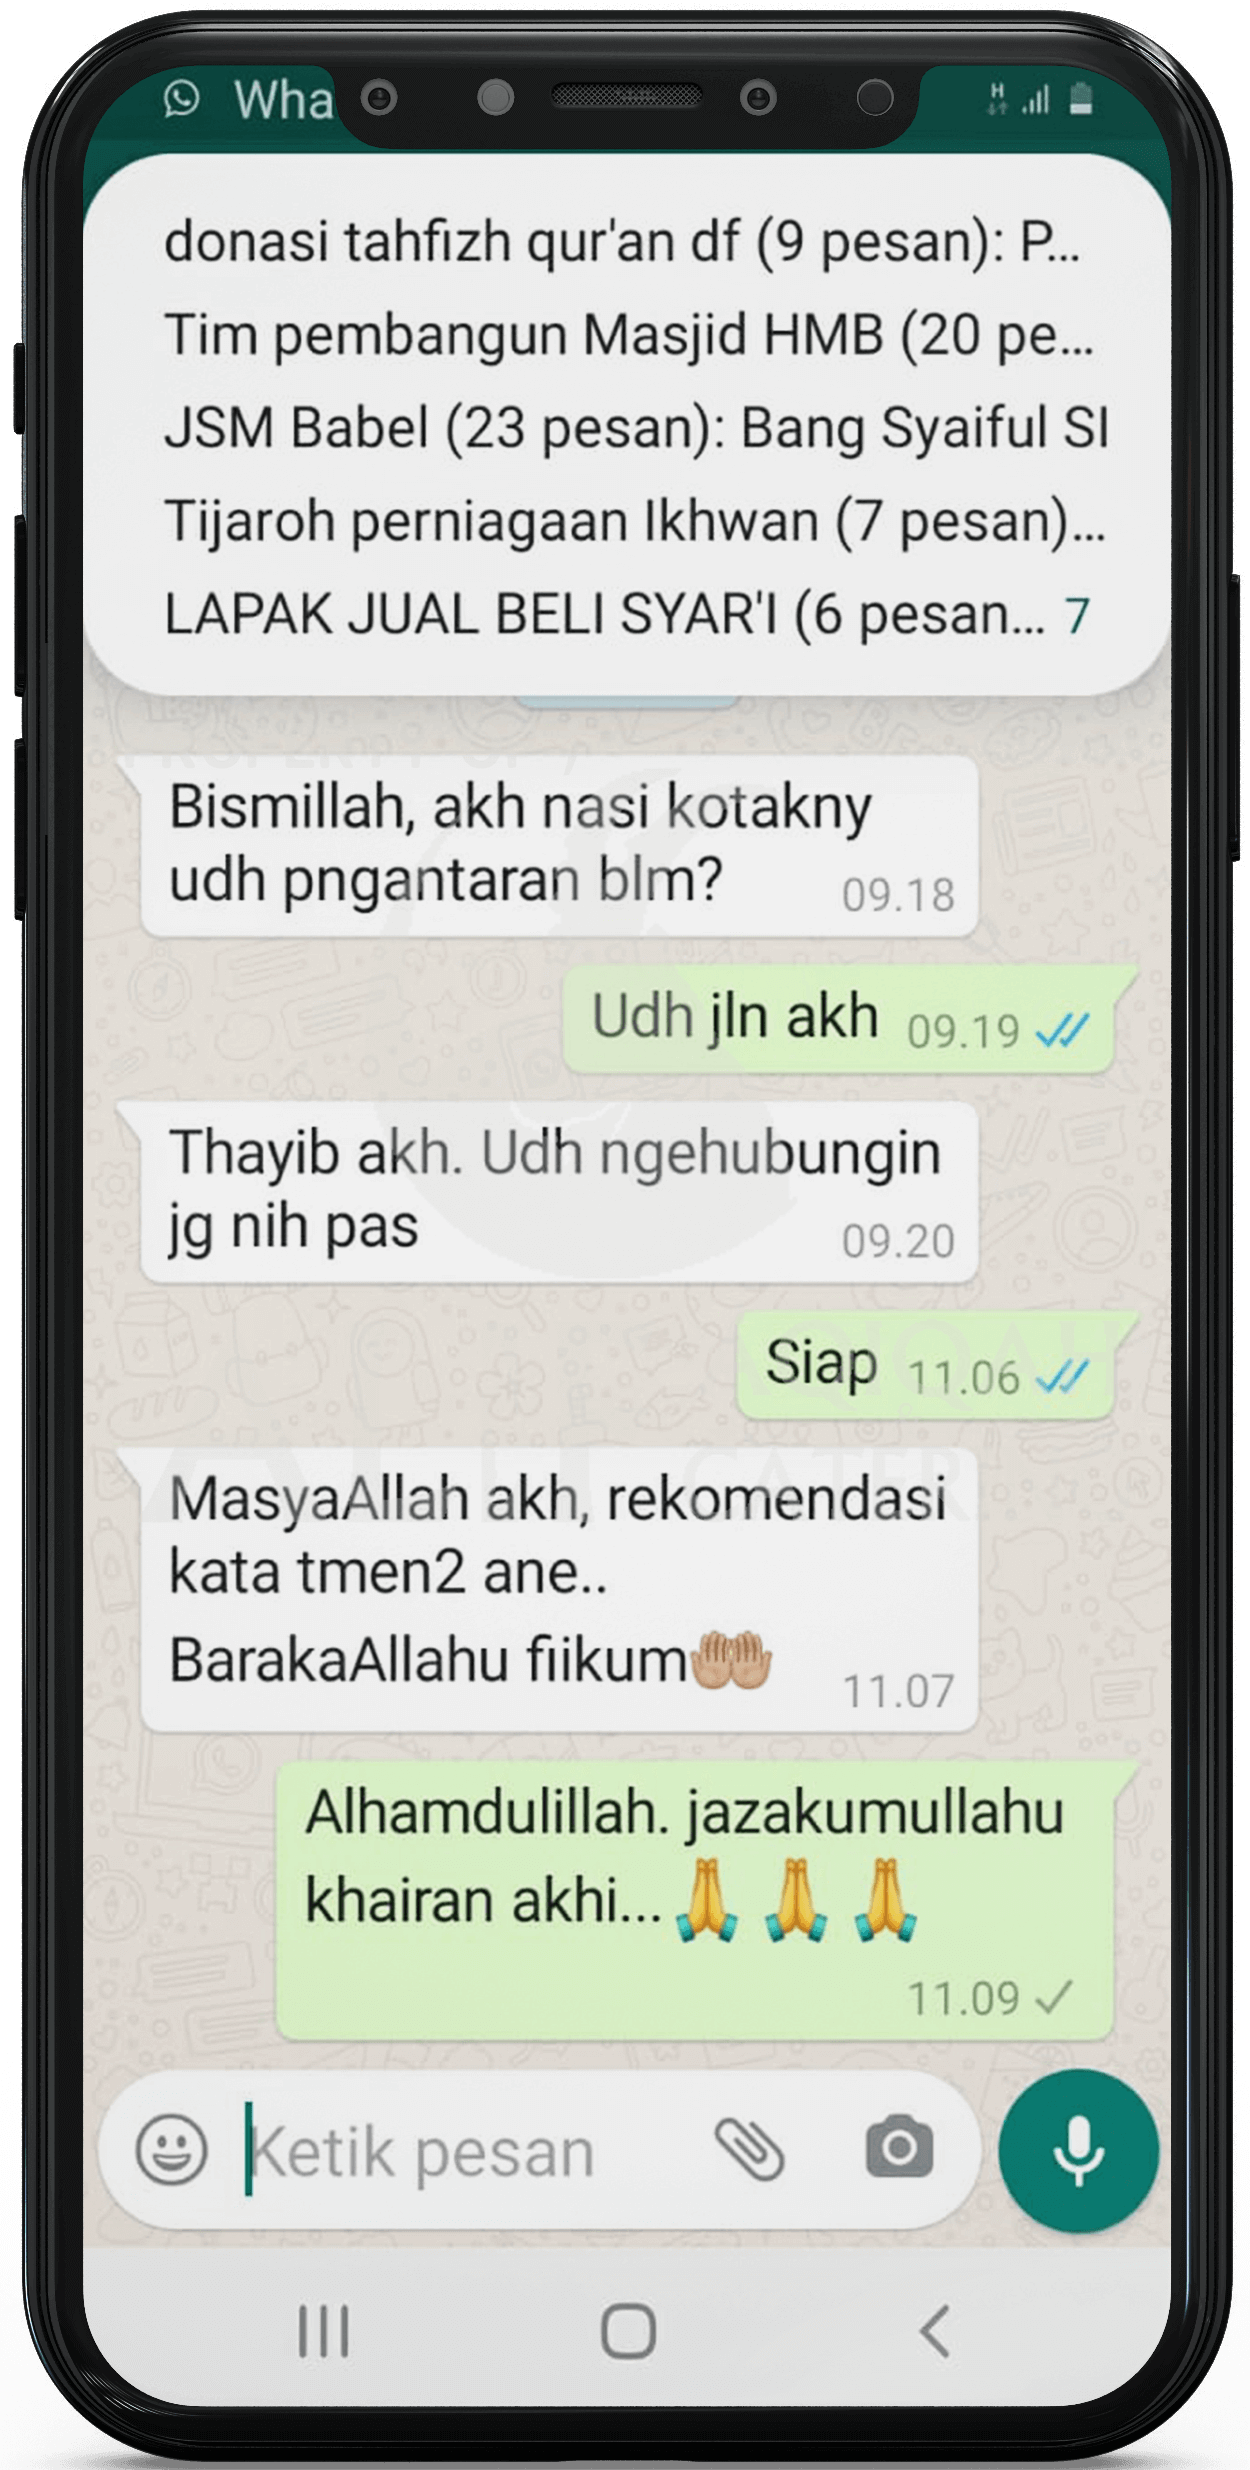 Wha
H
donasi tahfizh qur'an df (9 pesan): P...
Tim pembangun Masjid HMB (20 pe...
JSM Babel (23 pesan): Bang Syaiful SI
Tijaroh perniagaan Ikhwan (7 pesan)...
LAPAK JUAL BELI SYAR'I (6 pesan... 7
PROPERTY OF
Bismillah, akh nasi kotakny
udh pngantaran blm?
09.18
Udh jln akh 09.19
Thayib akh. Udh ngehubungin
jg nih pas
09.20
Siap 11.06
AQIQAH
MasyaAllah akh, rekomendasi
kata tmen2 ane..
BarakaAllahu fiikum🤲🏼
11.07
Alhamdulillah. jazakumullahu
khairan akhi...🙏 🙏 🙏
11.09
Ketik pesan